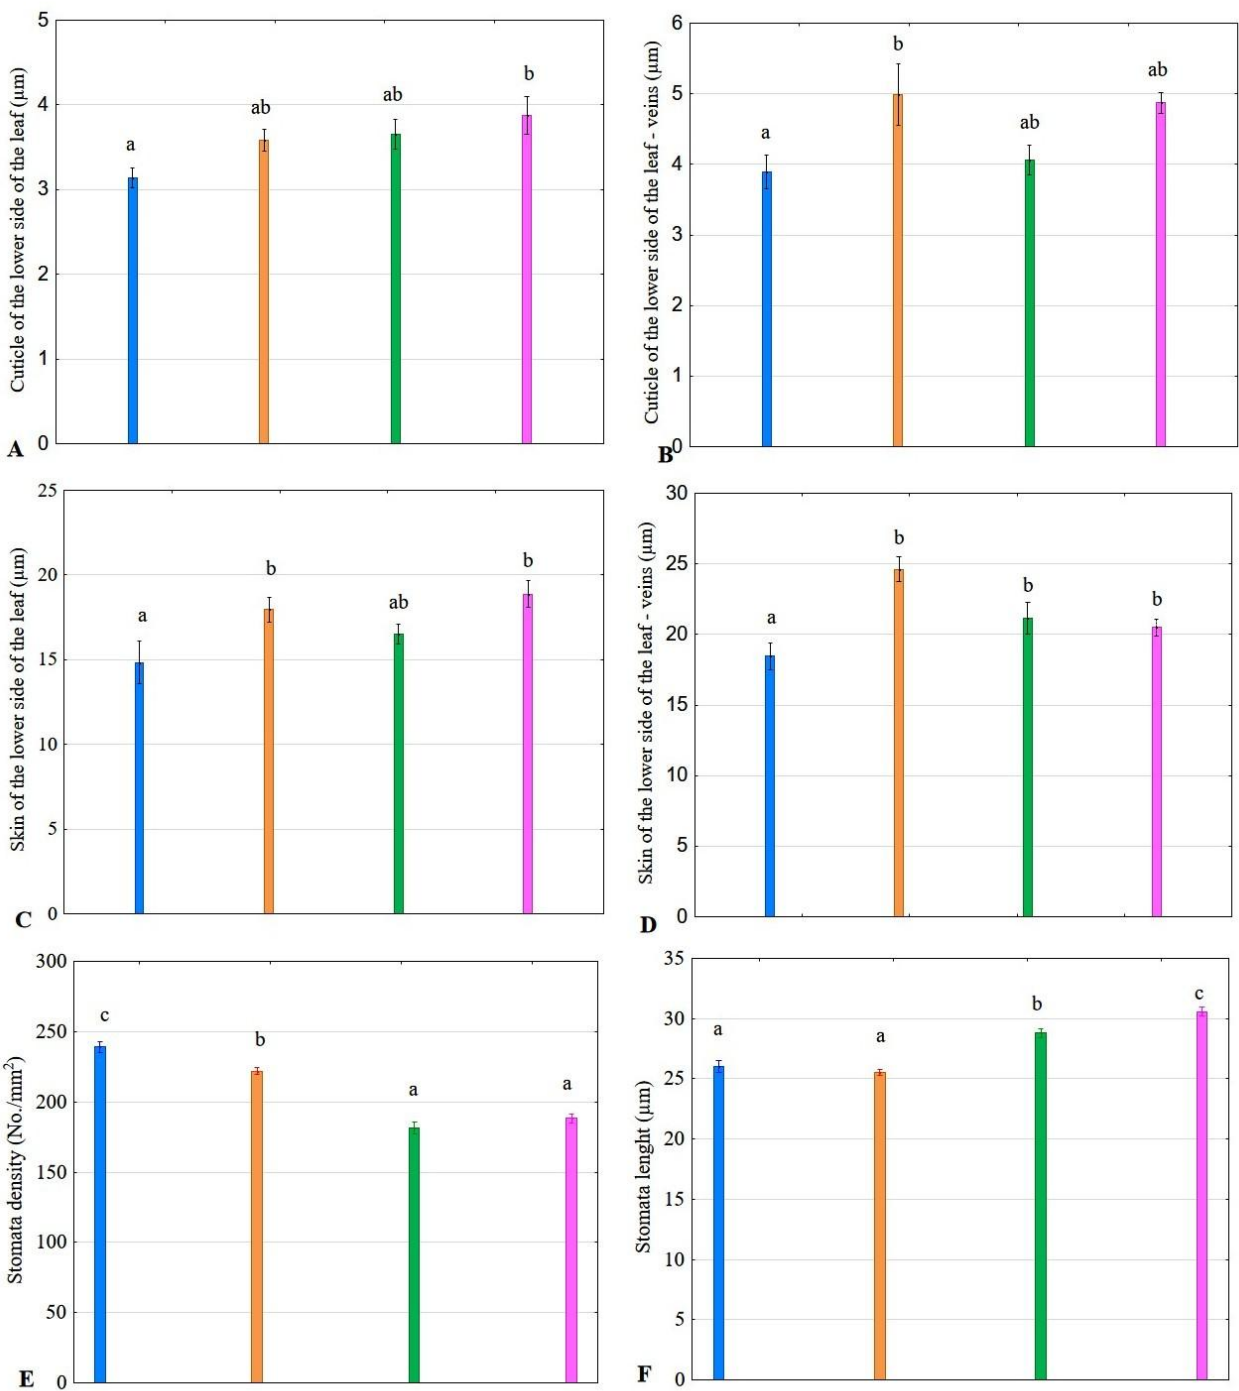 Cuticle of the lower side of the leaf (μm)
5
4
3
2
1
0
a
ab
ab
b
A
Cuticle of the lower side of the leaf - veins (μm)
6
5
4
3
2
1
0
a
b
ab
ab
B
Skin of the lower side of the leaf (μm)
25
20
15
10
5
0
a
b
ab
b
C
Skin of the lower side of the leaf - veins (μm)
30
25
20
15
10
5
0
a
b
b
b
D
Stomata density (No./mm²)
300
250
200
150
100
50
0
c
b
a
a
E
Stomata lenght (μm)
35
30
25
20
15
10
5
0
a
a
b
c
F